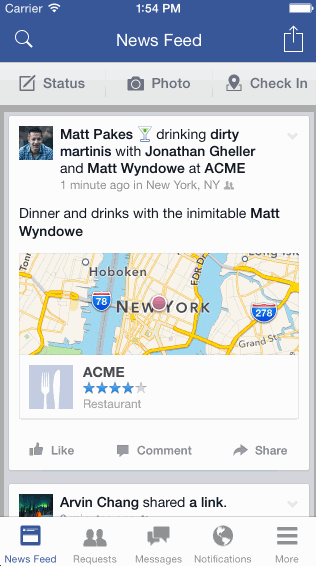 Carrier 1:54 PM
News Feed
Status Photo Check In
Matt Pakes drinking dirty
martinis with Jonathan Gheller
and Matt Wyndowe at ACME
1 minute ago in New York, NY
Dinner and drinks with the inimitable Matt
Wyndowe
Hoboken
78
NEW YORK
EDR Dr
278
ACME
Restaurant
Like Comment Share
Arvin Chang shared a link.
News Feed Requests Messages Notifications More